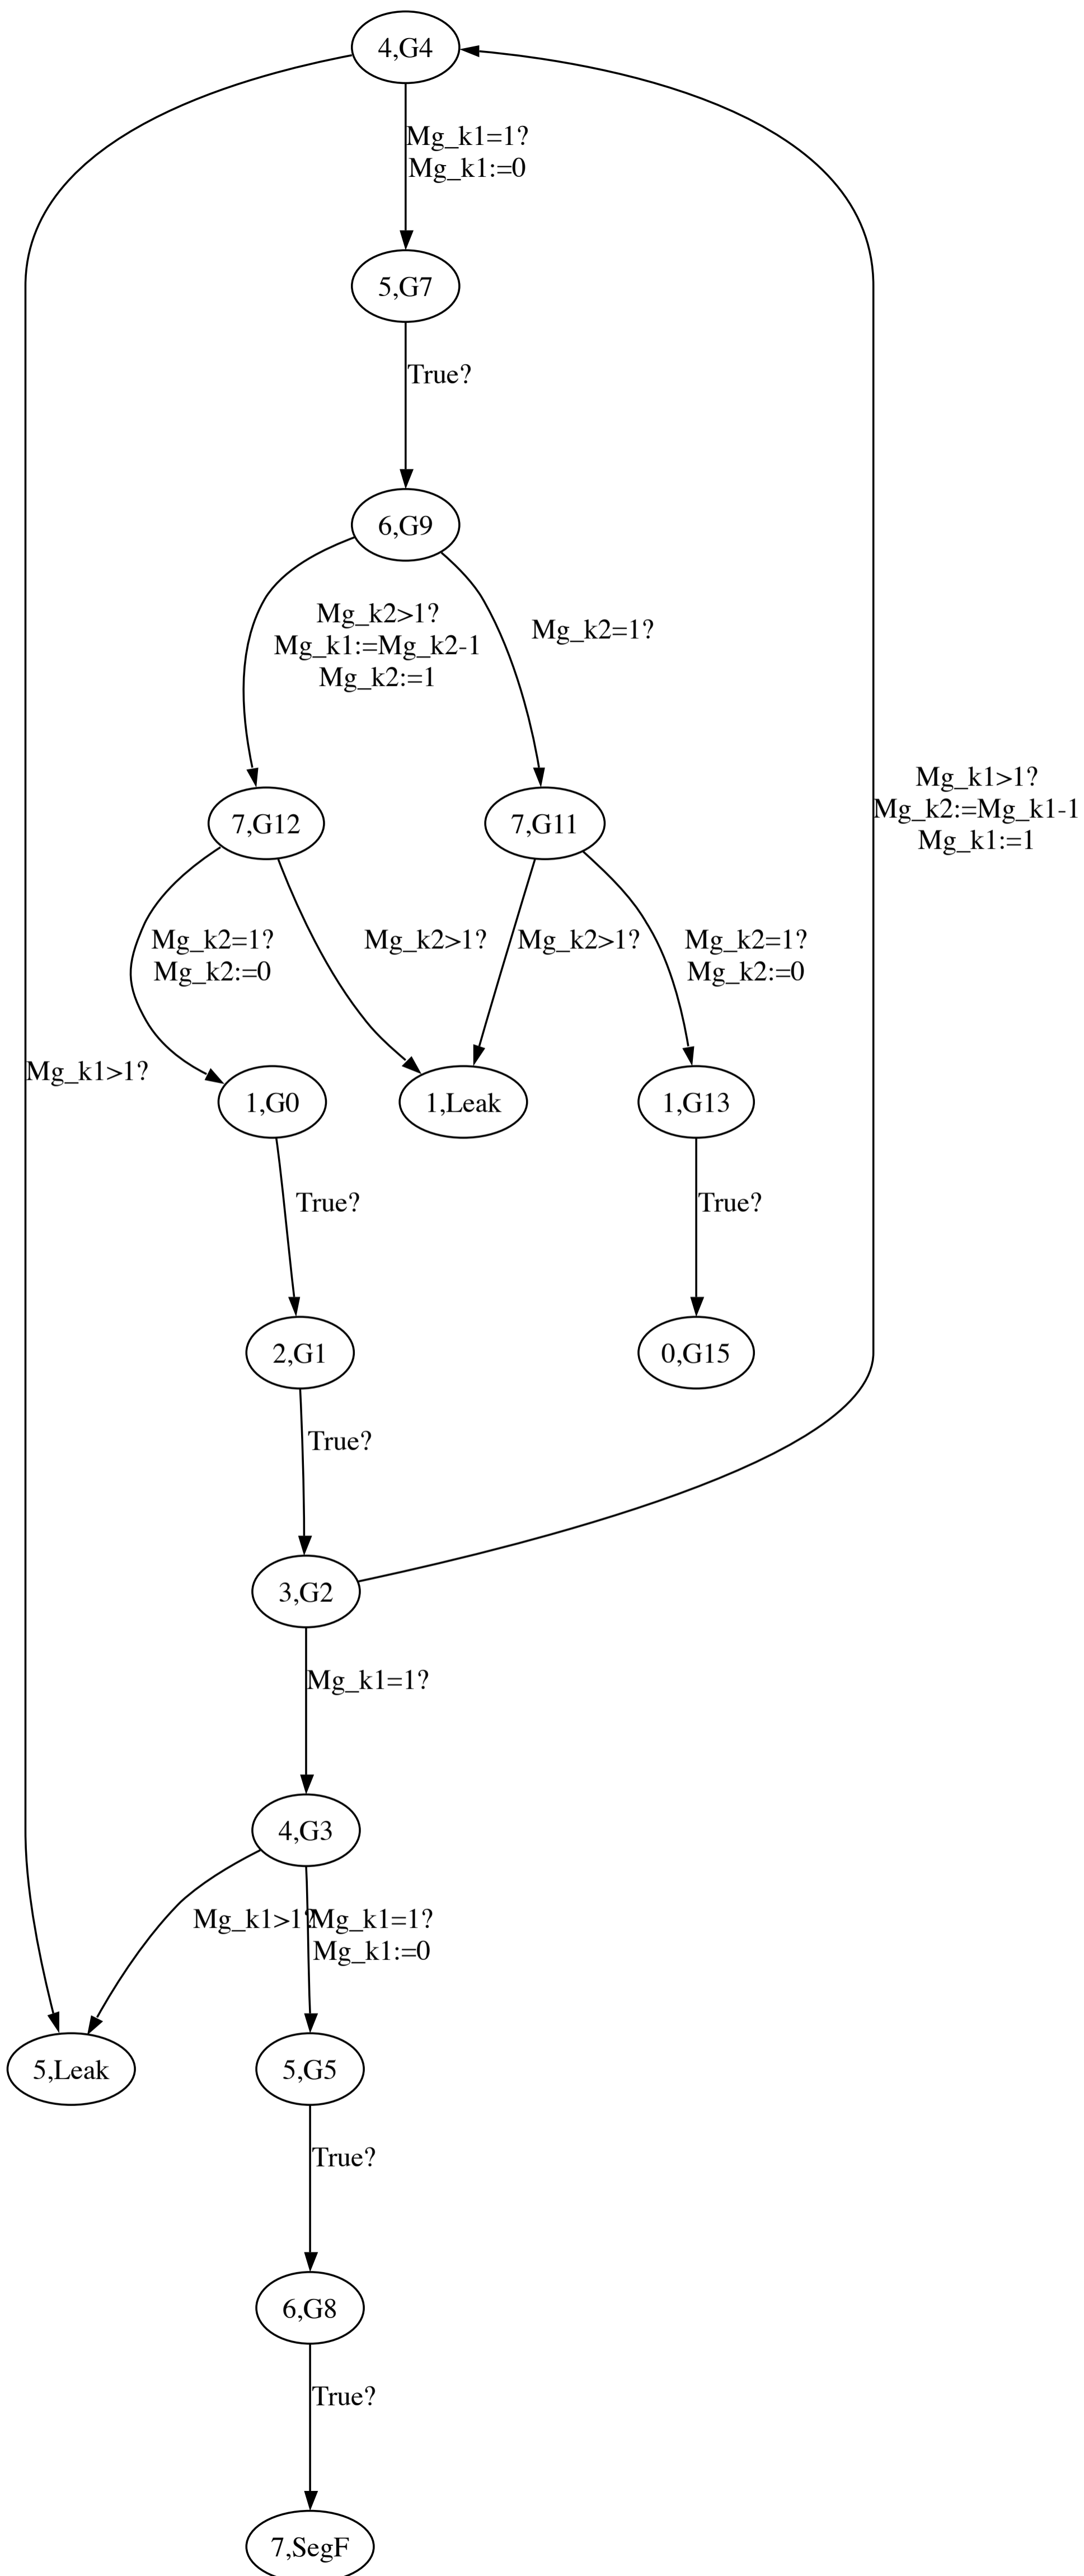 4,G4
Mg_k1=1?
Mg_k1:=0
5,G7
True?
6,G9
Mg_k2>1?
Mg_k1:=Mg_k2-1
Mg_k2:=1
Mg_k2=1?
Mg_k1>1?
Mg_k2:=Mg_k1-1
Mg_k1:=1
7,G12
7,G11
Mg_k2=1?
Mg_k2:=0
Mg_k2>1?
Mg_k2>1?
Mg_k2=1?
Mg_k2:=0
Mg_k1>1?
1,G0
1,Leak
1,G13
True?
True?
2,G1
0,G15
True?
3,G2
Mg_k1=1?
4,G3
Mg_k1>1?
Mg_k1=1?
Mg_k1:=0
5,Leak
5,G5
True?
6,G8
True?
7,SegF